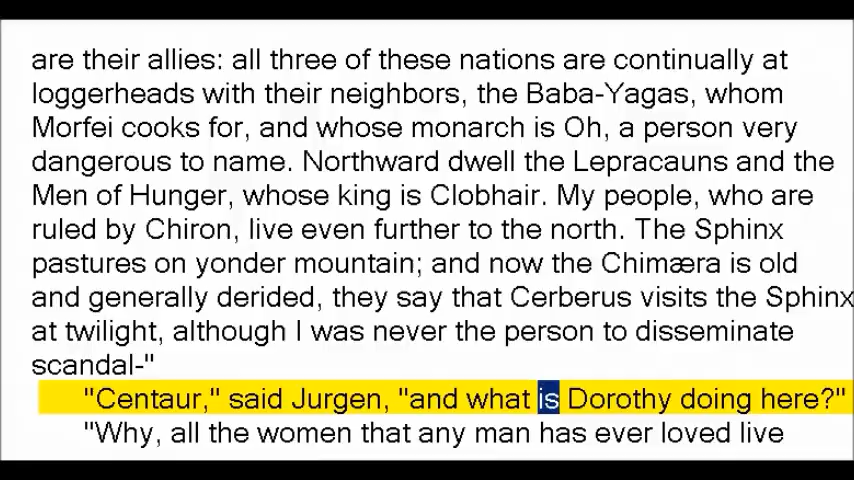 are their allies: all three of these nations are continually at
loggerheads with their neighbors, the Baba-Yagas, whom
Morfei cooks for, and whose monarch is Oh, a person very
dangerous to name. Northward dwell the Lepracauns and the
Men of Hunger, whose king is Clobhair. My people, who are
ruled by Chiron, live even further to the north. The Sphinx
pastures on yonder mountain; and now the Chimæra is old
and generally derided, they say that Cerberus visits the Sphinx
at twilight, although I was never the person to disseminate
scandal-"
"Centaur," said Jurgen, "and what is Dorothy doing here?"
"Why, all the women that any man has ever loved live